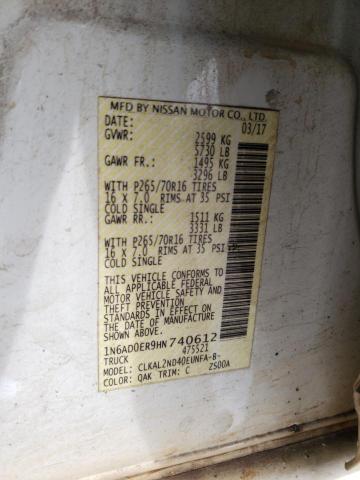 MFD BY NISSAN MOTOR CO., LTD.
DATE: 03/17
GVWR: 2599 KG
5730 LB
GAWR FR.: 1495 KG
3296 LB
WITH P265/70R16 TIRES
16 X 7.0 RIMS AT 35 PSI
COLD SINGLE
GAWR RR.: 1511 KG
3331 LB
WITH P265/70R16 TIRES
16 X 7.0 RIMS AT 35 PSI
COLD SINGLE
THIS VEHICLE CONFORMS TO
ALL APPLICABLE FEDERAL
MOTOR VEHICLE SAFETY AND
THEFT PREVENTION
STANDARDS IN EFFECT ON
THE DATE OF MANUFACTURE
1N6AD0ER9HN740612
TRUCK 475521
MODEL: CLKAL2ND40EUNFA-B-
COLOR: QAK TRIM: C ZS00A